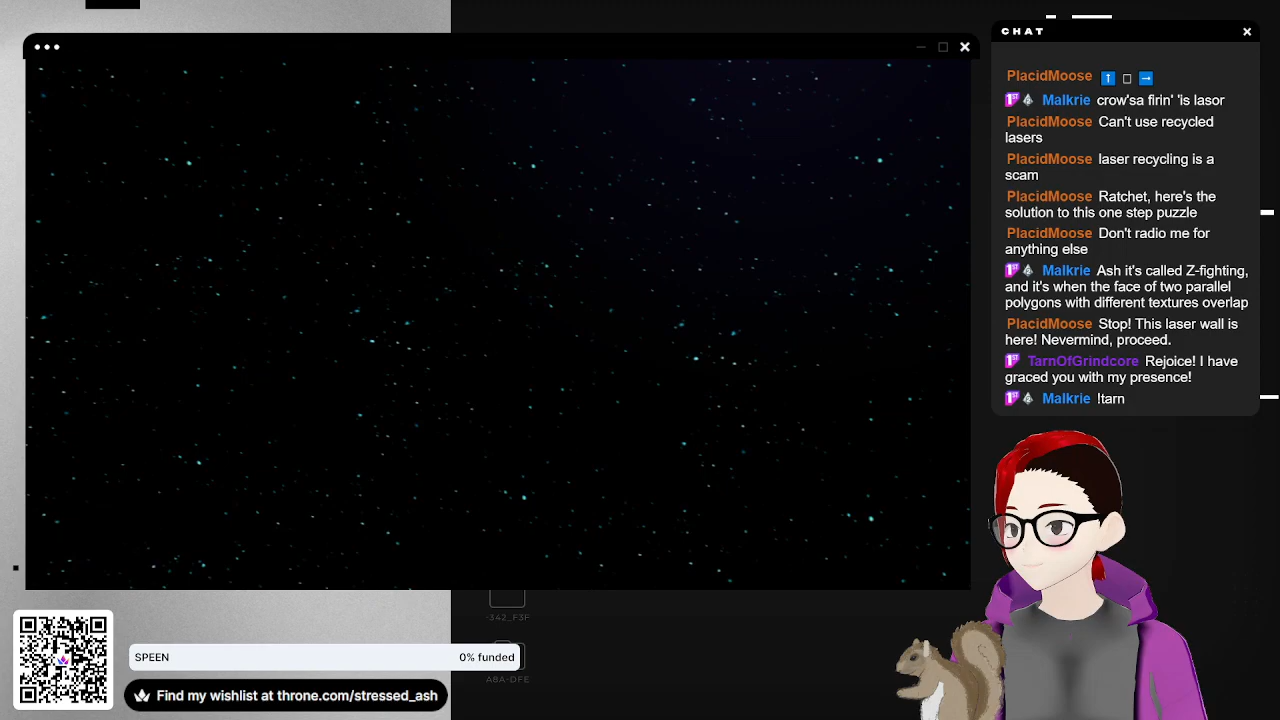 CHAT
PlacidMoose ↑ □ →
Malkrie crow'sa firin' 'is lasor
PlacidMoose Can't use recycled
lasers
PlacidMoose laser recycling is a
scam
PlacidMoose Ratchet, here's the
solution to this one step puzzle
PlacidMoose Don't radio me for
anything else
Malkrie Ash it's called Z-fighting,
and it's when the face of two parallel
polygons with different textures overlap
PlacidMoose Stop! This laser wall is
here! Nevermind, proceed.
TarnOfGrindcore Rejoice! I have
graced you with my presence!
Malkrie !tarn
-342_F3F
SPEEN 0% funded
A8A-DFE
Find my wishlist at throne.com/stressed_ash